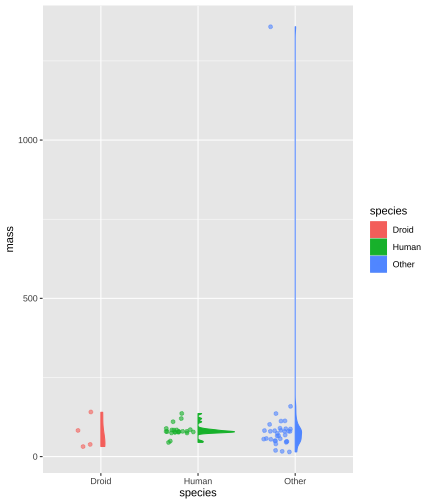 1000
500
0
mass
Droid
Human
Other
species
species
Droid
Human
Other